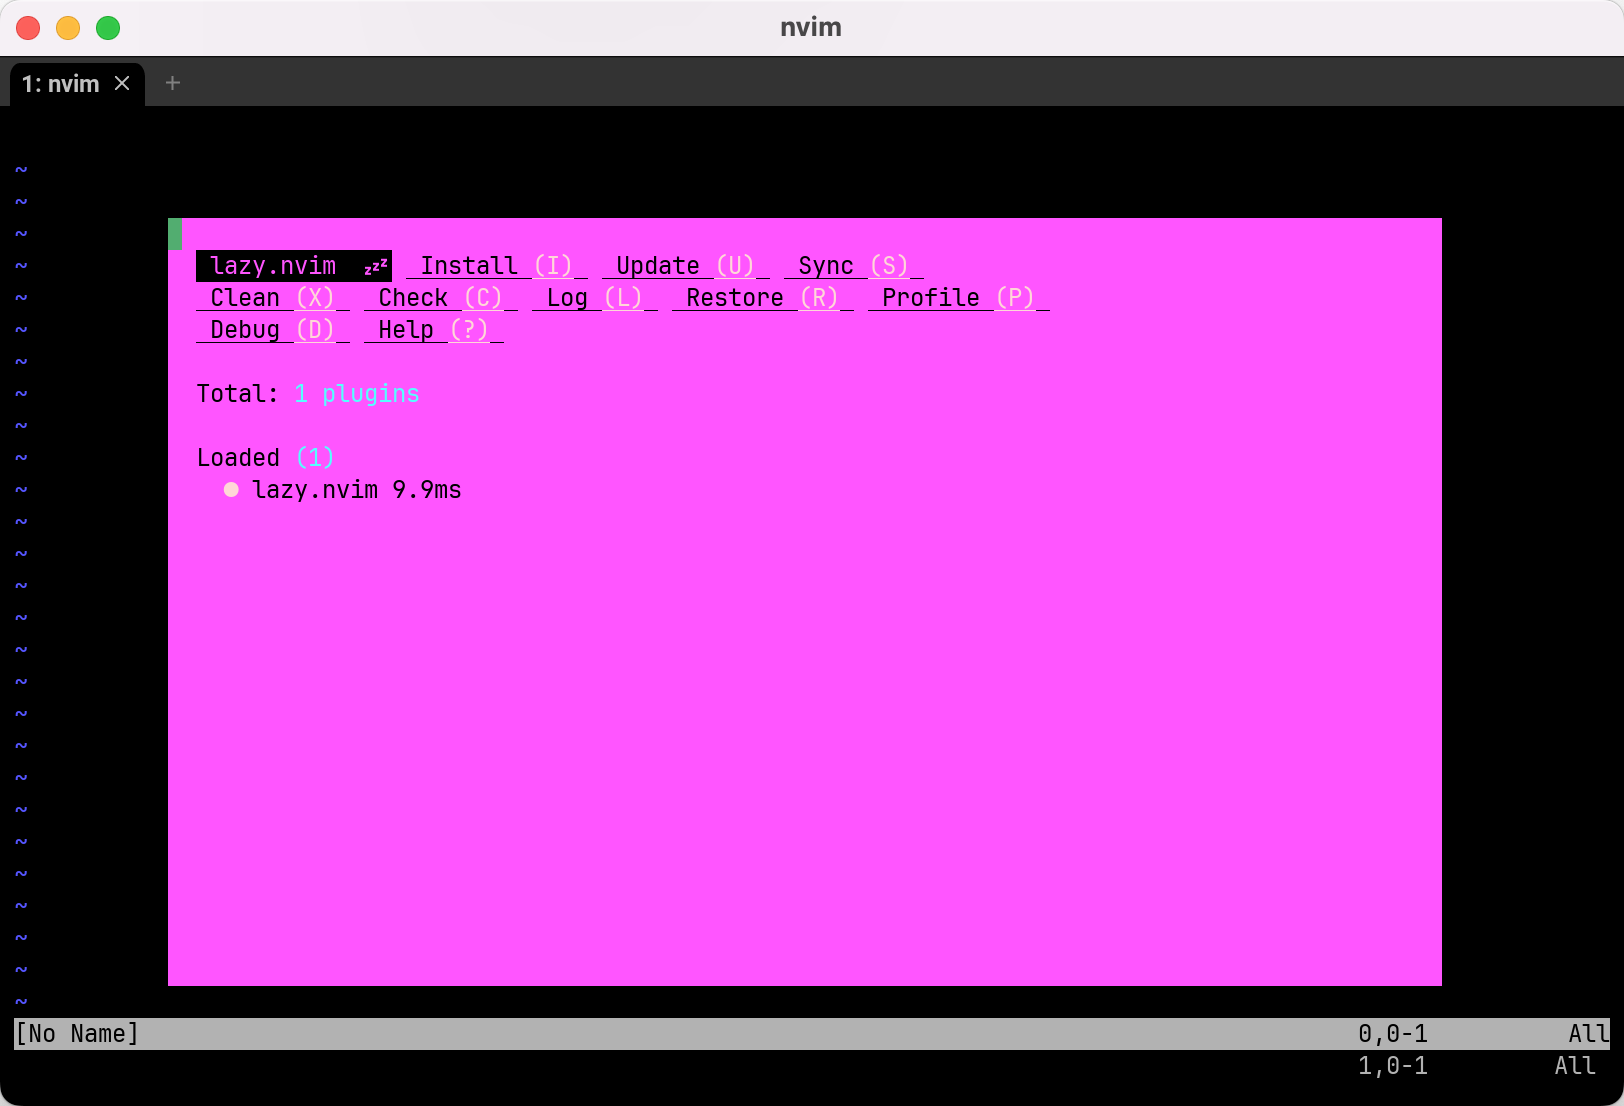 nvim
1: nvim
lazy.nvim zzz Install (I) Update (U) Sync (S)
Clean (X) Check (C) Log (L) Restore (R) Profile (P)
Debug (D) Help (?)
Total: 1 plugins
Loaded (1)
● lazy.nvim 9.9ms
[No Name] 0,0-1 All
1,0-1 All